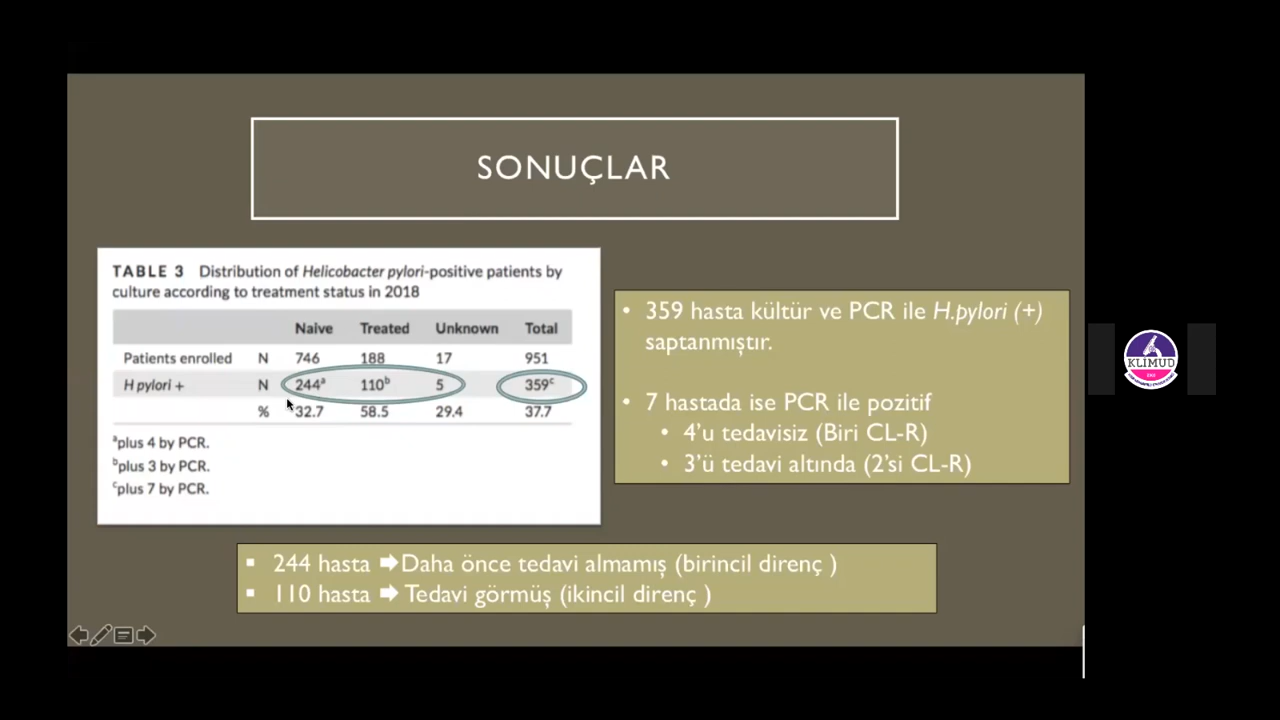 SONUÇLAR
TABLE 3 Distribution of Helicobacter pylori-positive patients by
culture according to treatment status in 2018
Naive Treated Unknown Total
Patients enrolled N 746 188 17 951
H pylori + N 244ᵃ 110ᵇ 5 359ᶜ
% 32.7 58.5 29.4 37.7
ᵃplus 4 by PCR.
ᵇplus 3 by PCR.
ᶜplus 7 by PCR.
• 359 hasta kültür ve PCR ile H.pylori (+)
saptanmıştır.
• 7 hastada ise PCR ile pozitif
• 4'u tedavisiz (Biri CL-R)
• 3'ü tedavi altında (2'si CL-R)
▪ 244 hasta ➡Daha önce tedavi almamış (birincil direnç )
▪ 110 hasta ➡ Tedavi görmüş (ikincil direnç )
KLIMUD